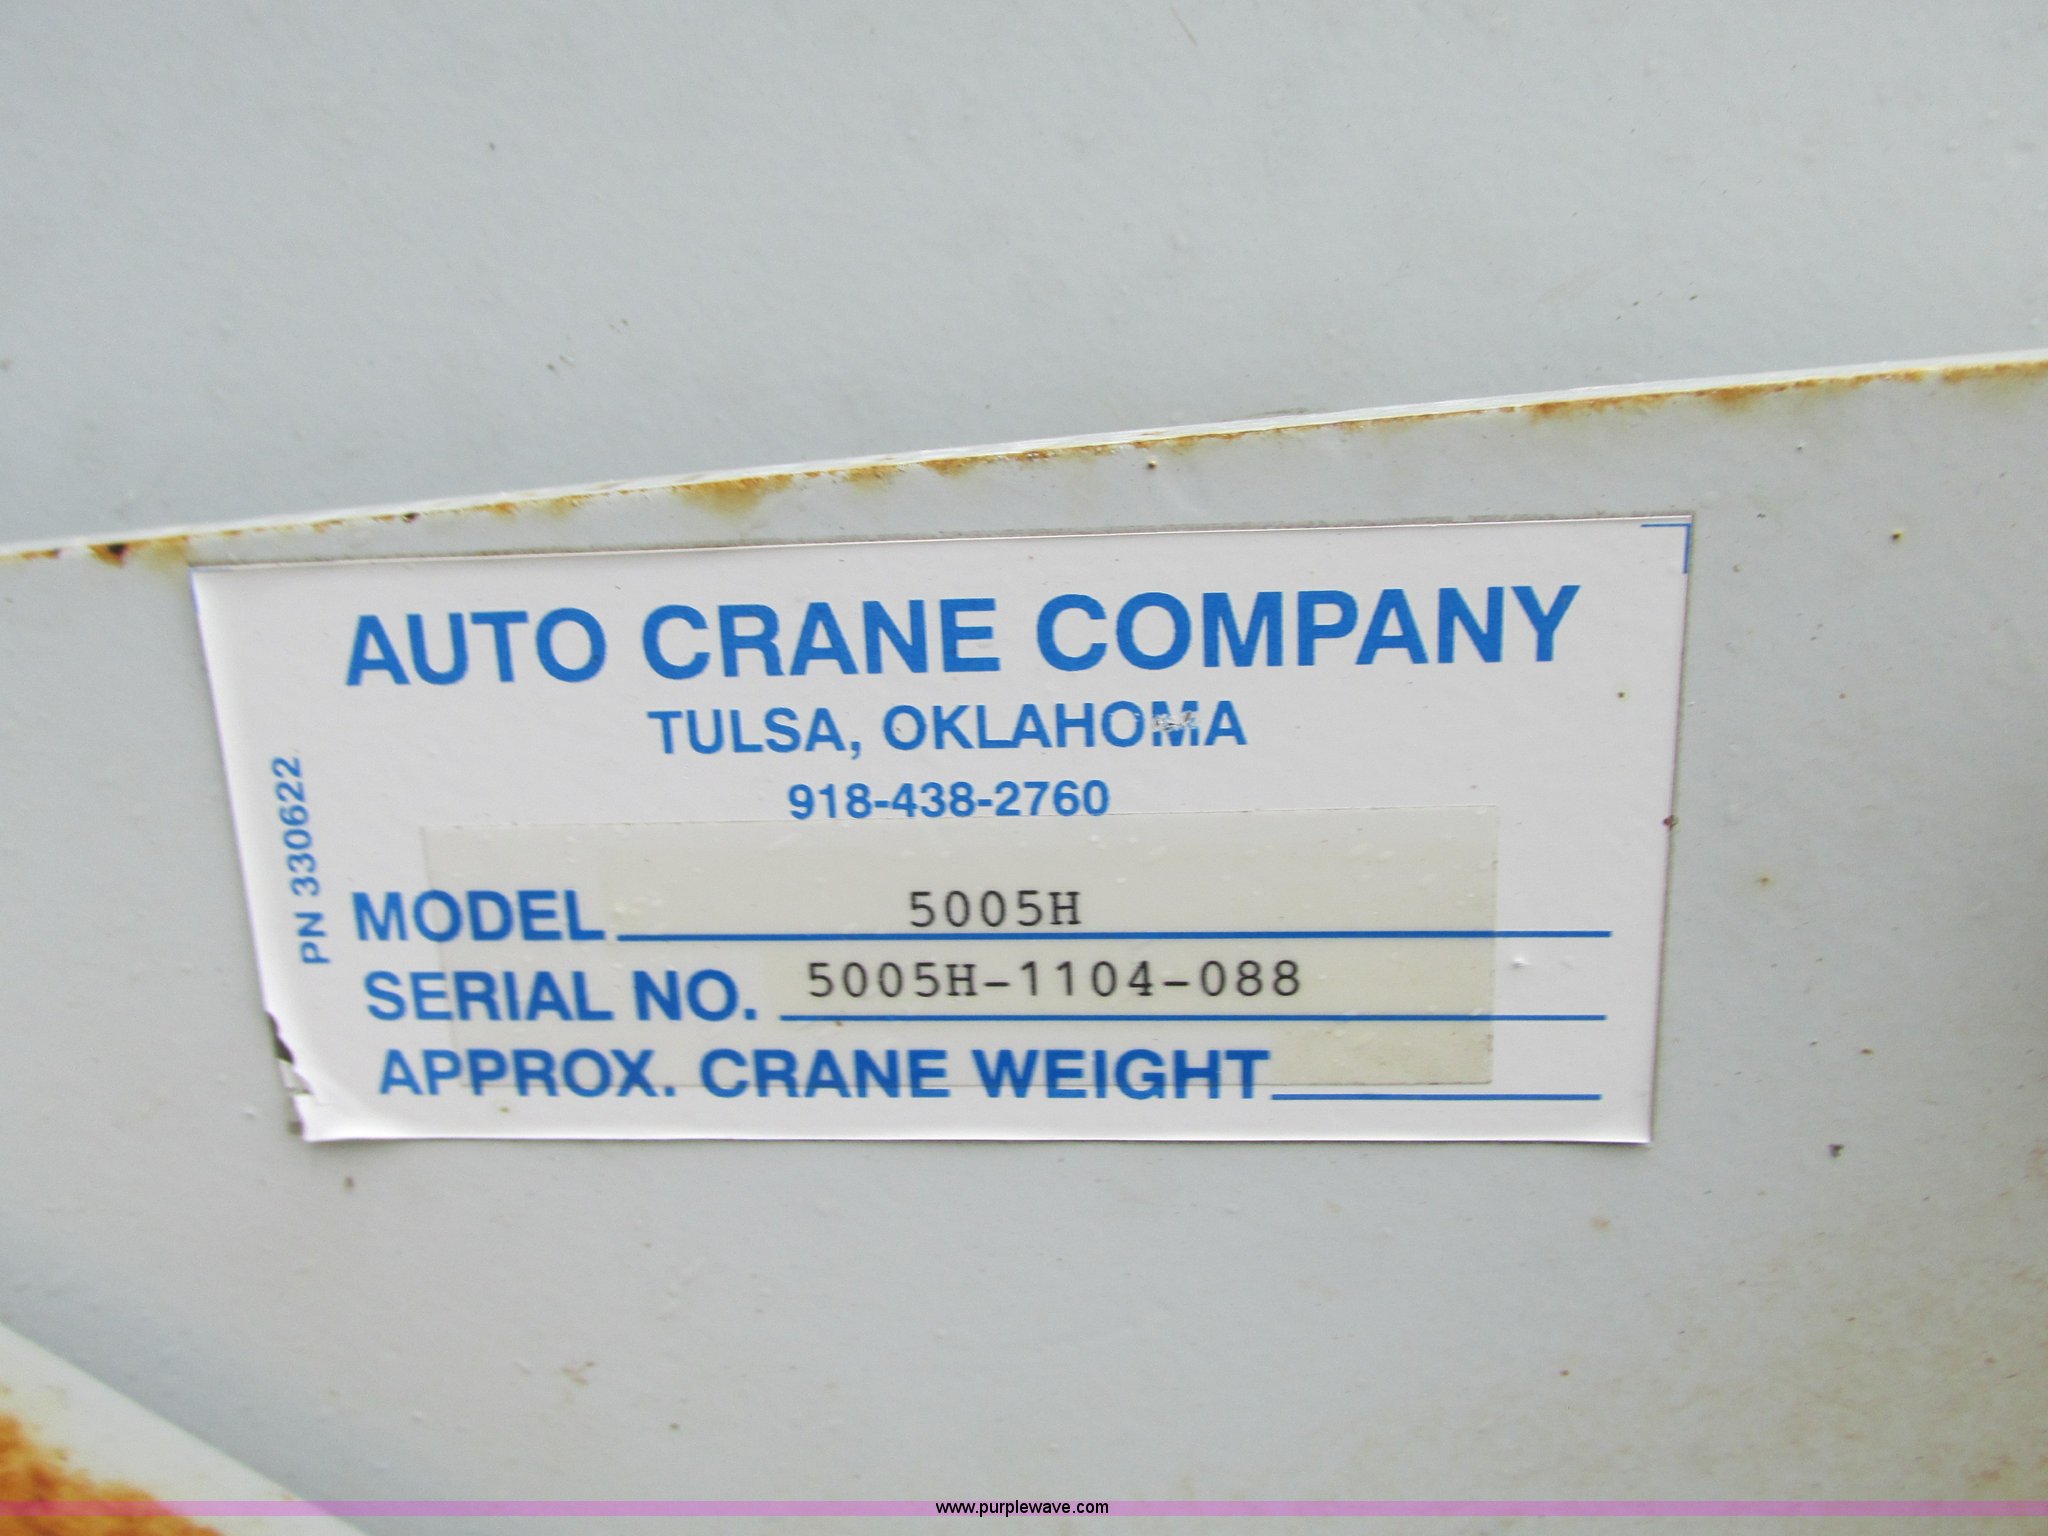 AUTO CRANE COMPANY
TULSA, OKLAHOMA
918-438-2760
PN 330622
MODEL 5005H
SERIAL NO. 5005H-1104-088
APPROX. CRANE WEIGHT
www.purplewave.com